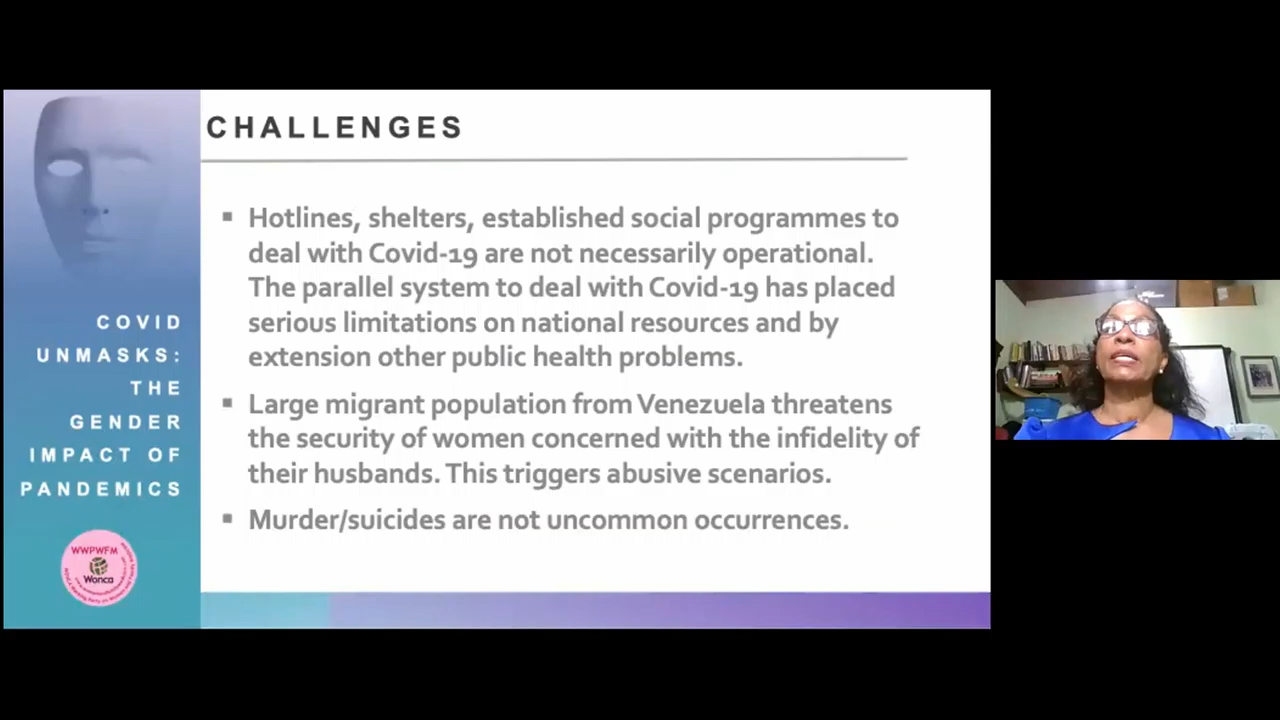 CHALLENGES
▪ Hotlines, shelters, established social programmes to
deal with Covid-19 are not necessarily operational.
The parallel system to deal with Covid-19 has placed
serious limitations on national resources and by
extension other public health problems.
▪ Large migrant population from Venezuela threatens
the security of women concerned with the infidelity of
their husbands. This triggers abusive scenarios.
▪ Murder/suicides are not uncommon occurrences.
COVID
UNMASKS:
THE
GENDER
IMPACT OF
PANDEMICS
WWPWFM
Wonca